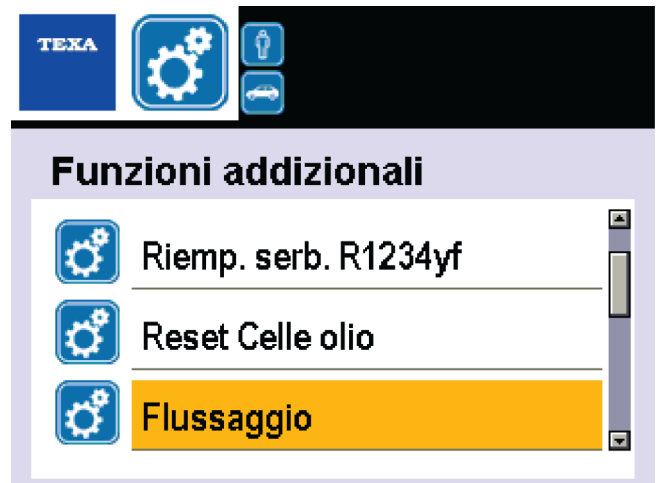 TEXA
Funzioni addizionali
Riemp. serb. R1234yf
Reset Celle olio
Flussaggio